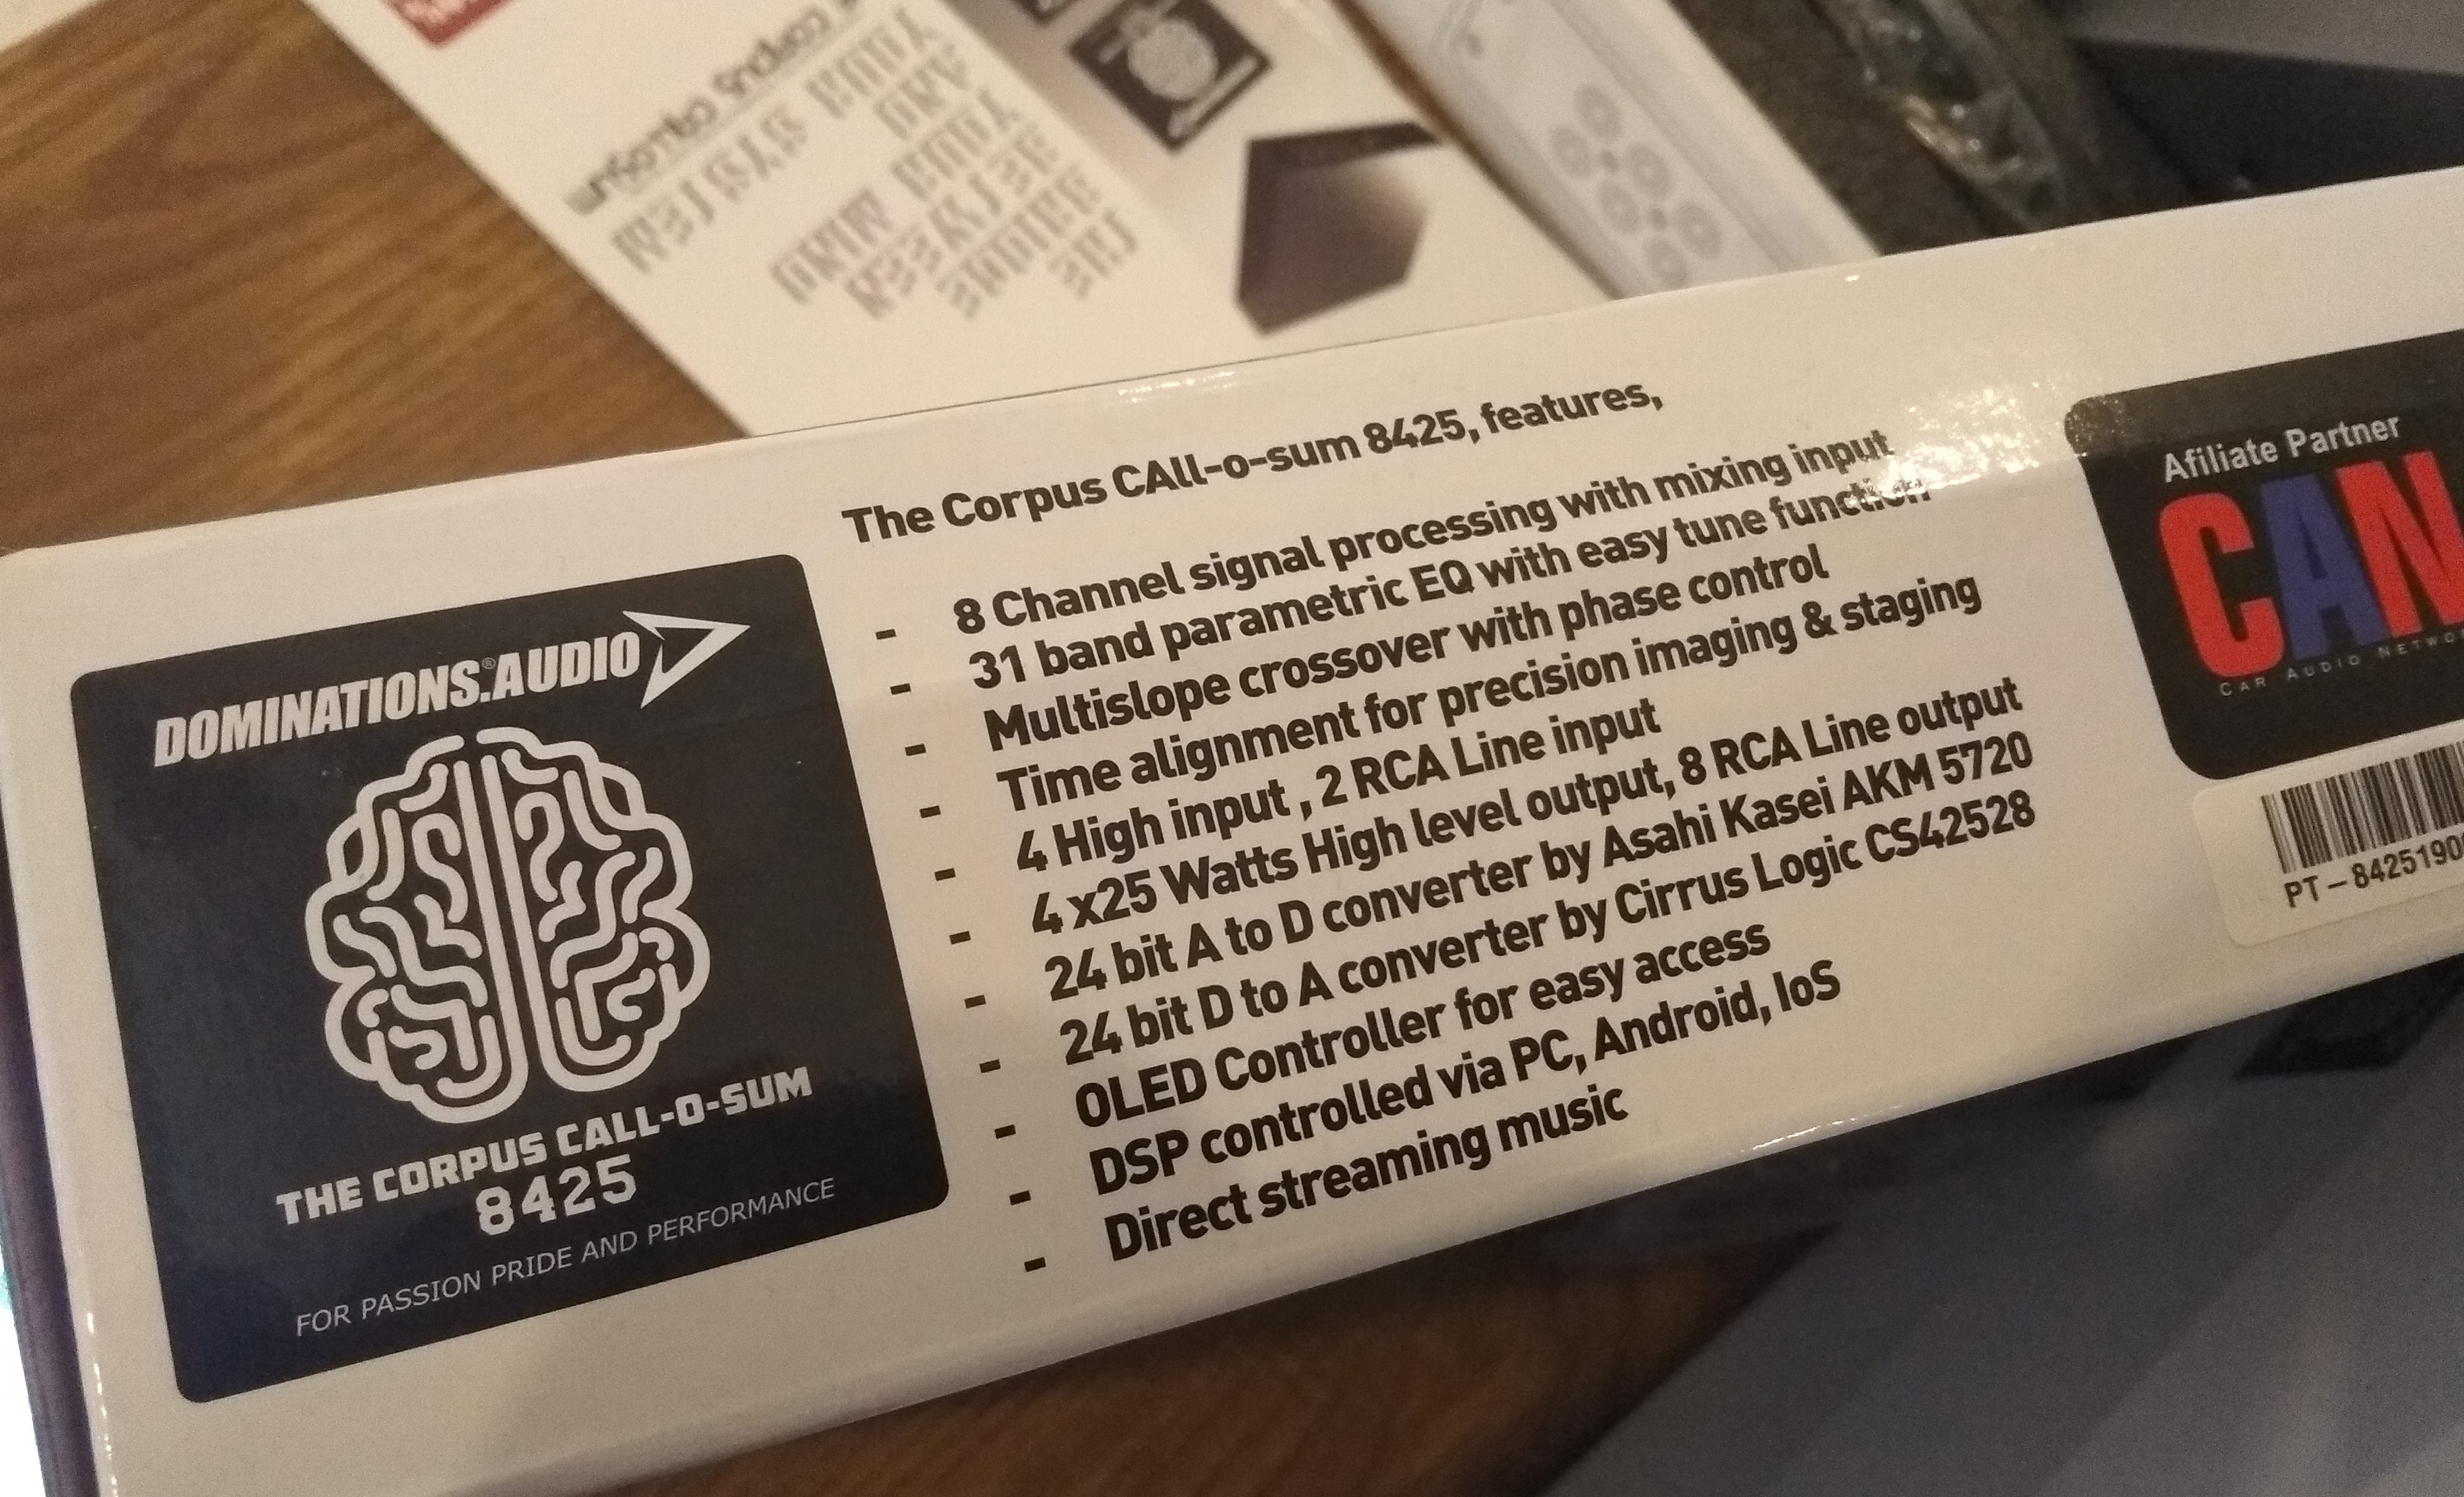 DOMINATIONS.®AUDIO
THE CORPUS CALL-O-SUM
8425
FOR PASSION PRIDE AND PERFORMANCE
The Corpus CAll-o-sum 8425, features,
- 8 Channel signal processing with mixing input
- 31 band parametric EQ with easy tune function
- Multislope crossover with phase control
- Time alignment for precision imaging & staging
- 4 High input , 2 RCA Line input
- 4 x25 Watts High level output, 8 RCA Line output
- 24 bit A to D converter by Asahi Kasei AKM 5720
- 24 bit D to A converter by Cirrus Logic CS42528
- OLED Controller for easy access
- DSP controlled via PC, Android, IoS
- Direct streaming music
Afiliate Partner
CAN
CAR AUDIO